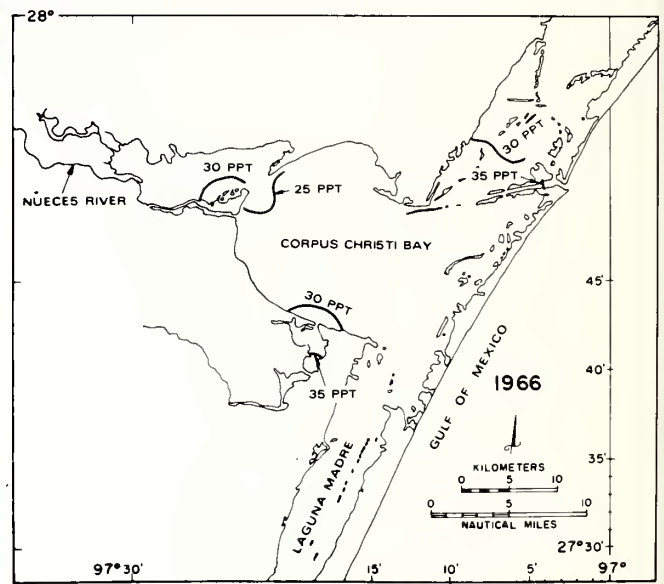 28°
30 PPT
30 PPT
35 PPT
25 PPT
NUECES RIVER
CORPUS CHRISTI BAY
45'
30 PPT
40'
GULF OF MEXICO
1966
35 PPT
KILOMETERS
0 5 10
35'
0 5 10
NAUTICAL MILES
LAGUNA MADRE
27°30'
97°30' 15' 10' 5' 97°